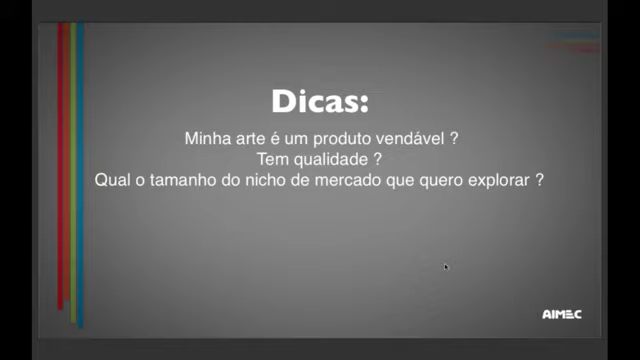 Dicas:
Minha arte é um produto vendável ?
Tem qualidade ?
Qual o tamanho do nicho de mercado que quero explorar ?
AIMEC